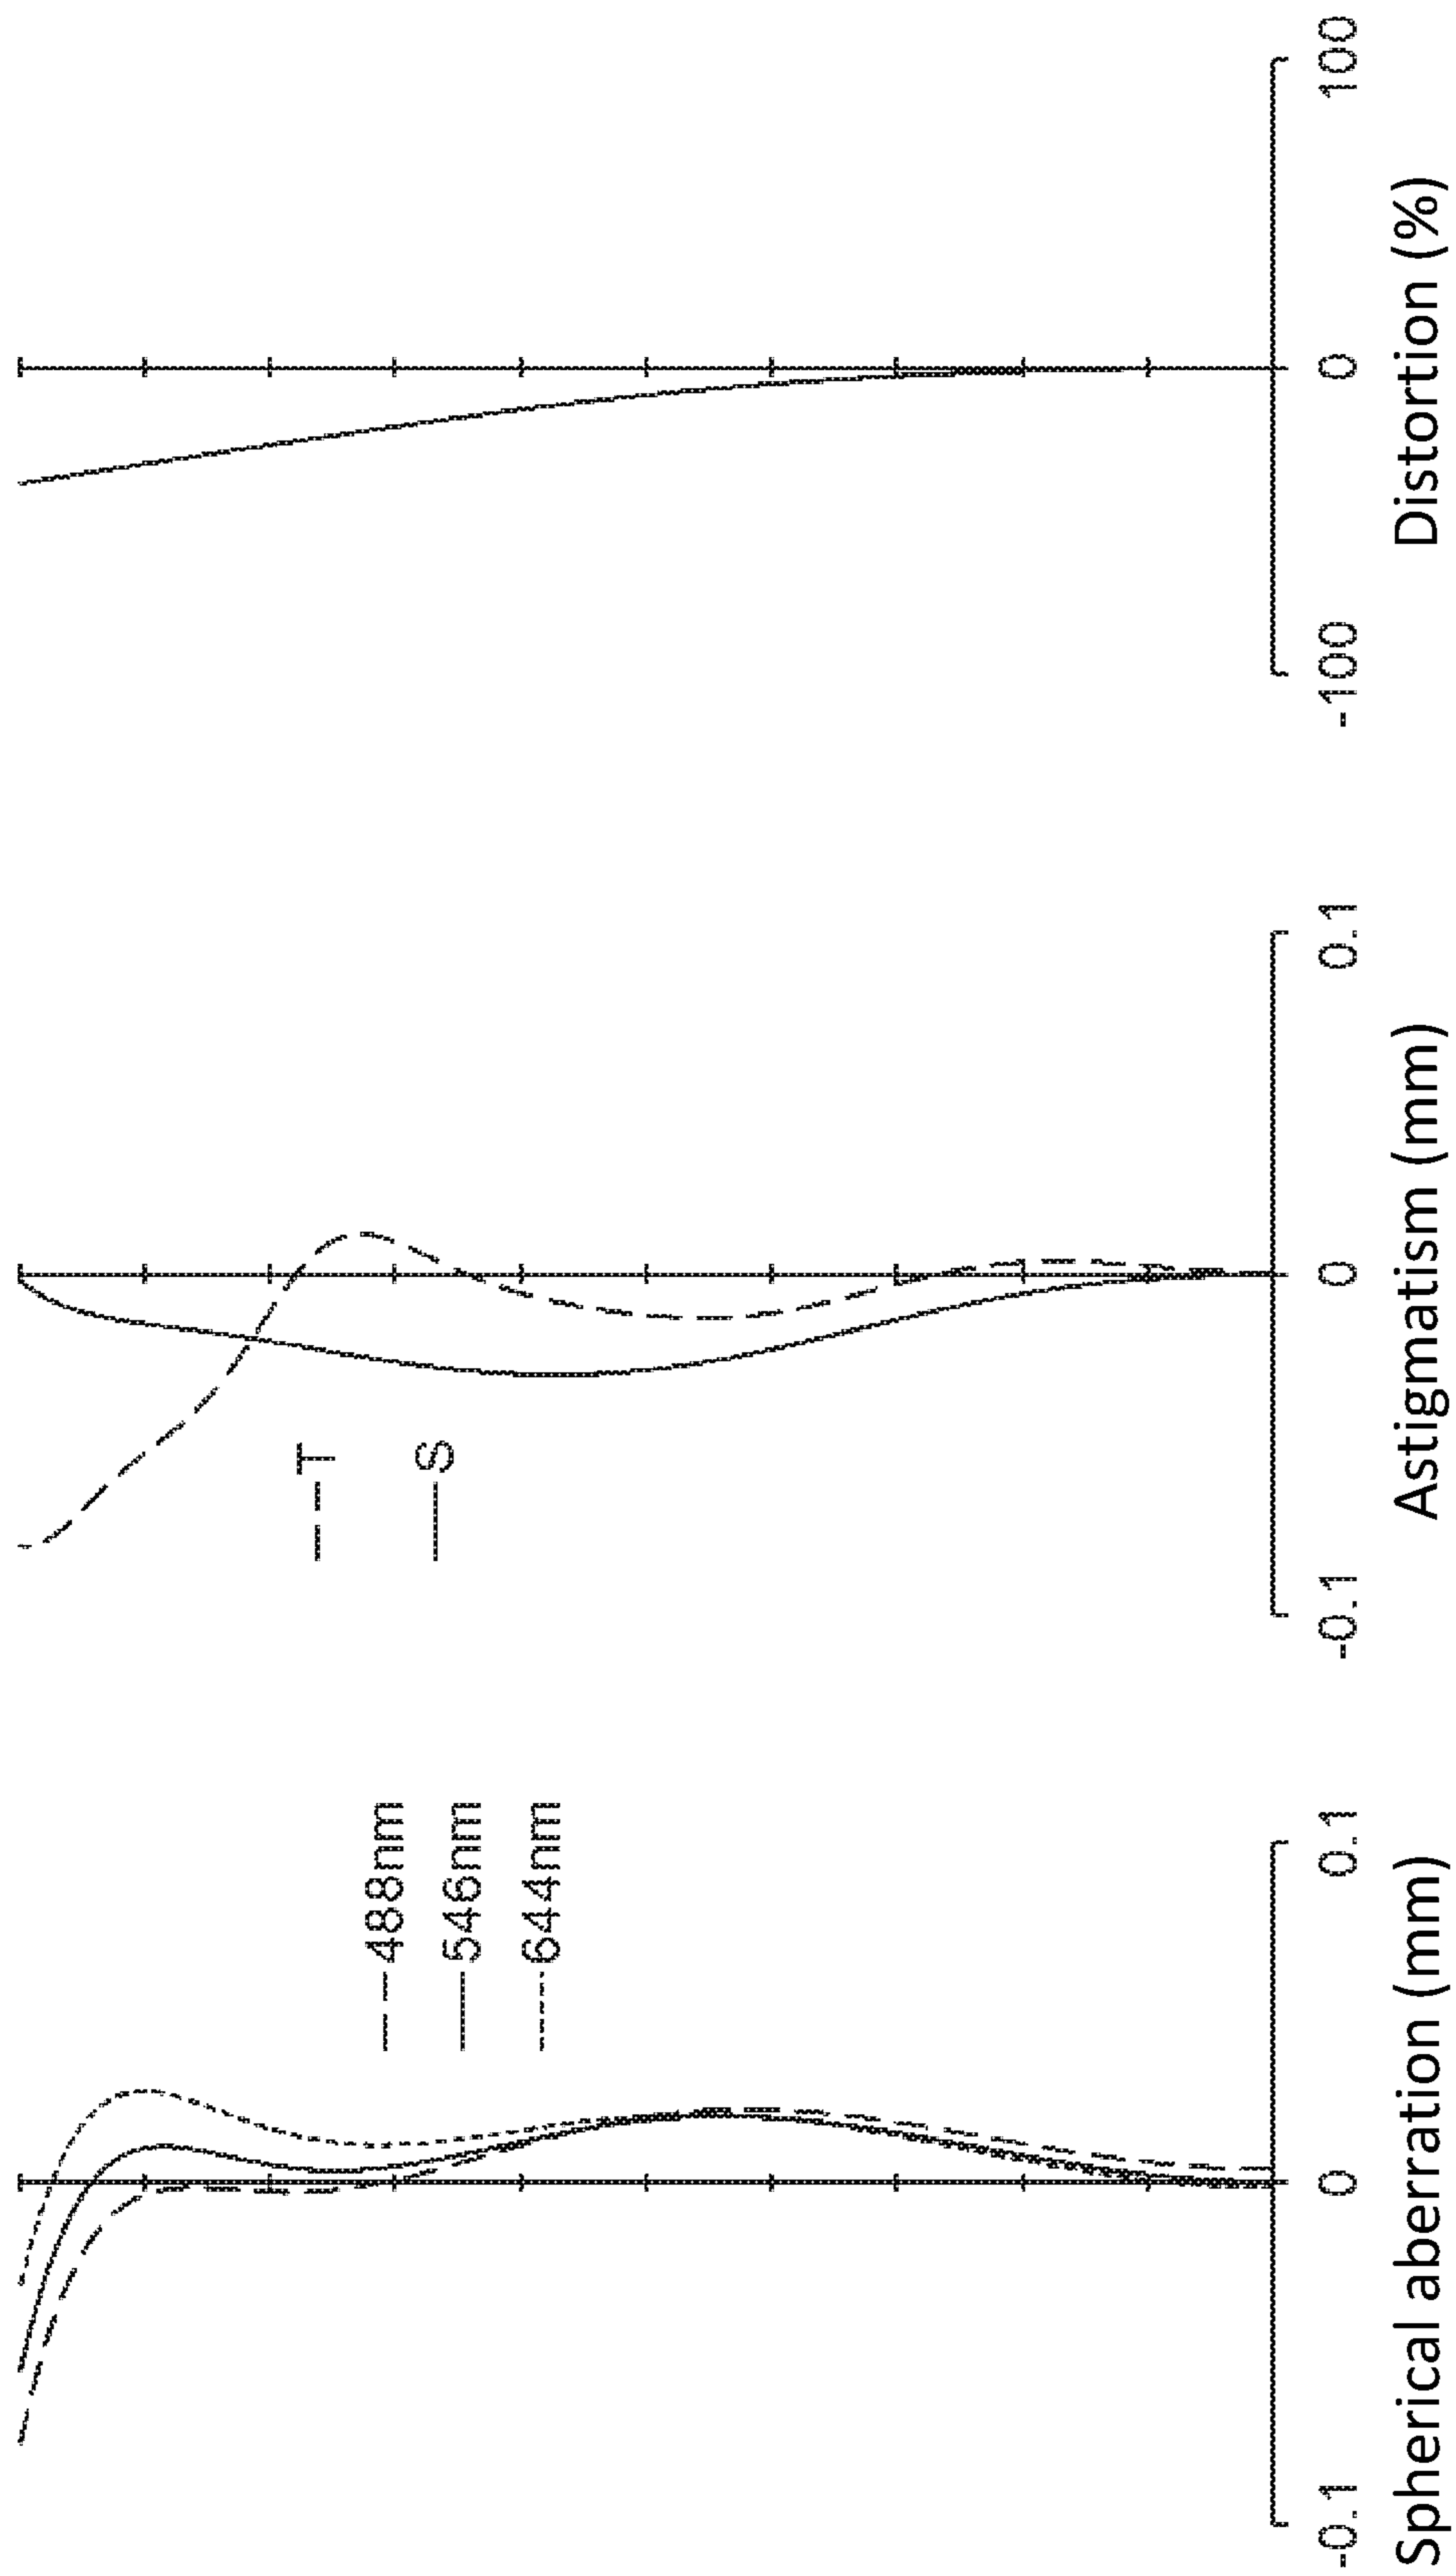 488nm
546nm
644nm
-0.1
0
0.1
Spherical aberration (mm)
T
S
-0.1
0
0.1
Astigmatism (mm)
-100
0
100
Distortion (%)